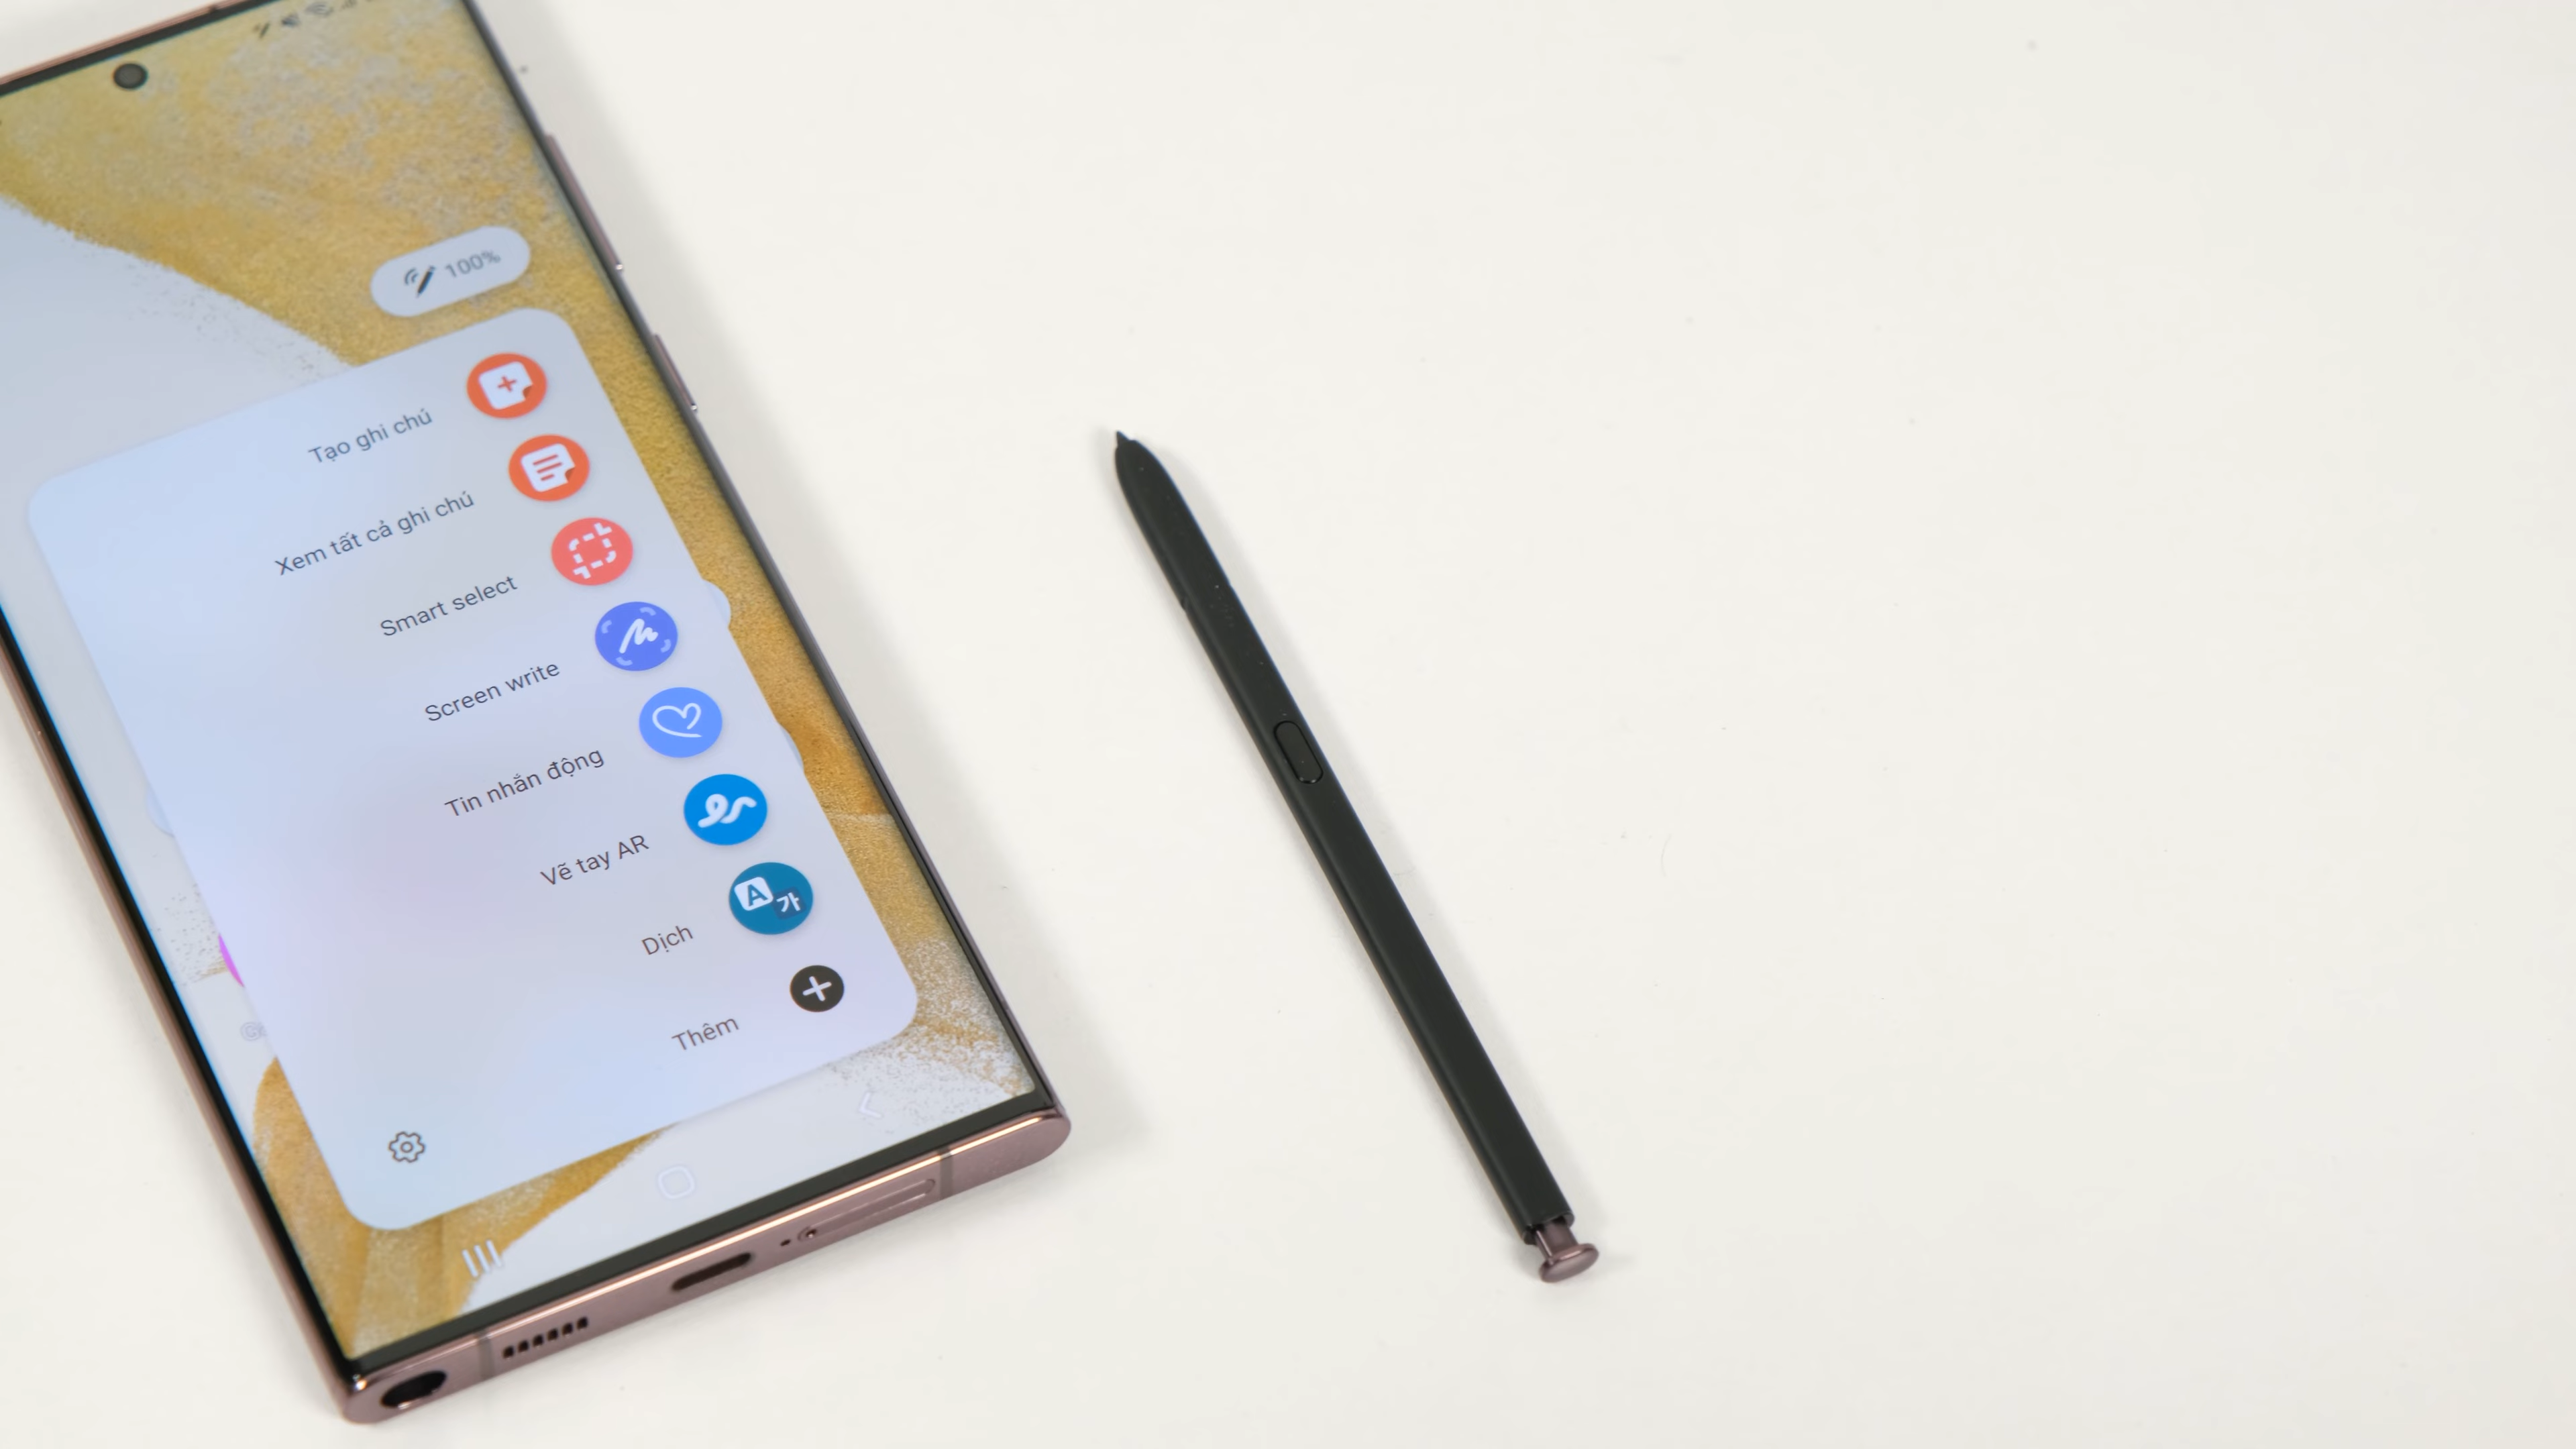 100%
Tạo ghi chú
Xem tất cả ghi chú
Smart select
Screen write
Tin nhắn động
Vẽ tay AR
A 가
Dịch
Thêm